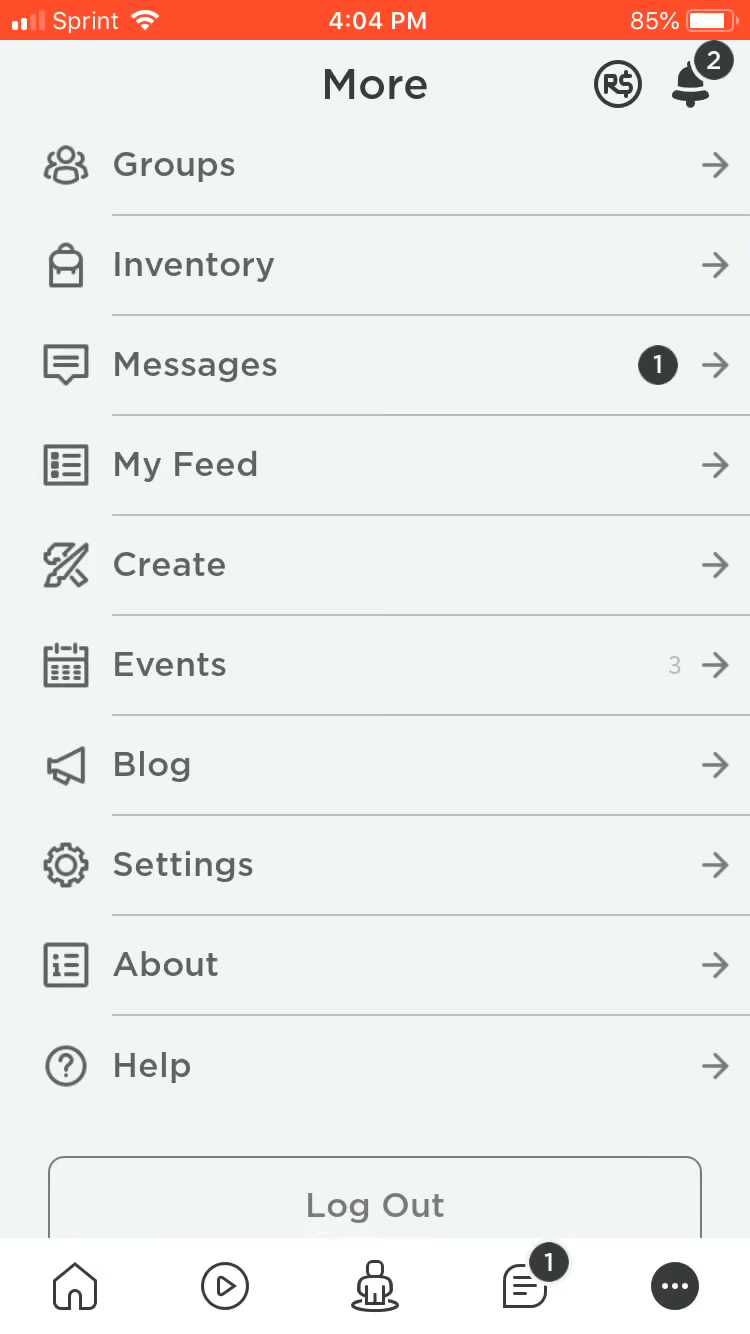 Sprint 4:04 PM 85%
More R$ 2
Groups
Inventory
Messages 1
My Feed
Create
Events 3
Blog
Settings
About
Help
Log Out
1